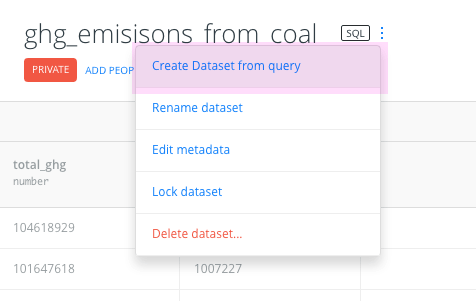 ghg_emisisons_from_coal SQL
PRIVATE ADD PEOP
Create Dataset from query
Rename dataset
Edit metadata
Lock dataset
Delete dataset...
total_ghg
number
104618929
101647618 1007227